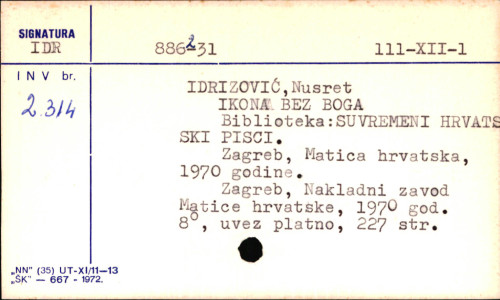 SIGNATURA
IDR
886.2-31
111-XII-1
INV br.
2.314
IDRIZOVIĆ,Nusret
IKONA BEZ BOGA
Biblioteka:SUVREMENI HRVATS
SKI PISCI.
Zagreb, Matica hrvatska,
1970 godine.
Zagreb, Nakladni zavod
Matice hrvatske, 1970 god.
8°, uvez platno, 227 str.
„NN” (35) UT-XI/11—13
„ŠK” — 667 - 1972.